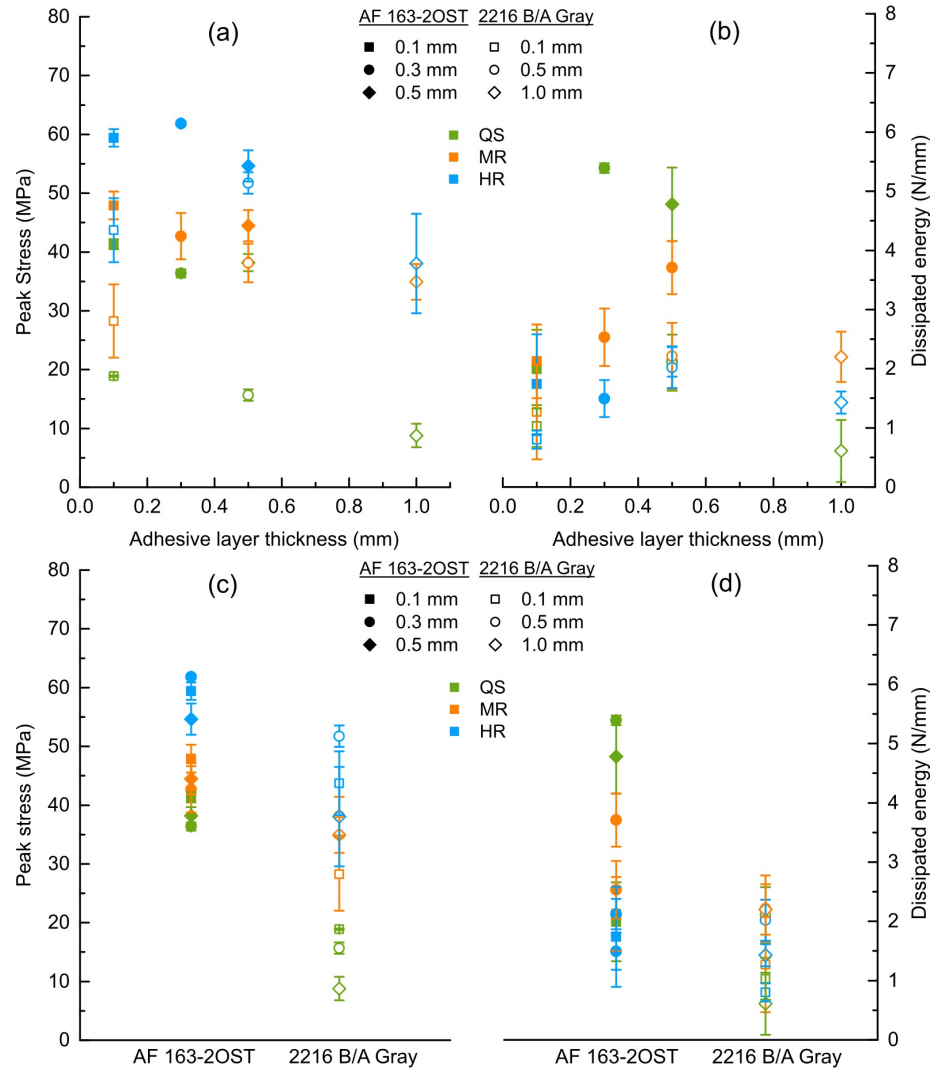 (a)
AF 163-2OST 2216 B/A Gray
0.1 mm 0.1 mm
0.3 mm 0.5 mm
0.5 mm 1.0 mm
QS
MR
HR
(b)
80
70
60
50
40
30
20
10
0
Peak Stress (MPa)
0.0 0.2 0.4 0.6 0.8 1.0
Adhesive layer thickness (mm)
0.0 0.2 0.4 0.6 0.8 1.0
Adhesive layer thickness (mm)
8
7
6
5
4
3
2
1
0
Dissipated energy (N/mm)
(c)
AF 163-2OST 2216 B/A Gray
0.1 mm 0.1 mm
0.3 mm 0.5 mm
0.5 mm 1.0 mm
QS
MR
HR
(d)
80
70
60
50
40
30
20
10
0
Peak stress (MPa)
AF 163-2OST 2216 B/A Gray
AF 163-2OST 2216 B/A Gray
8
7
6
5
4
3
2
1
0
Dissipated energy (N/mm)